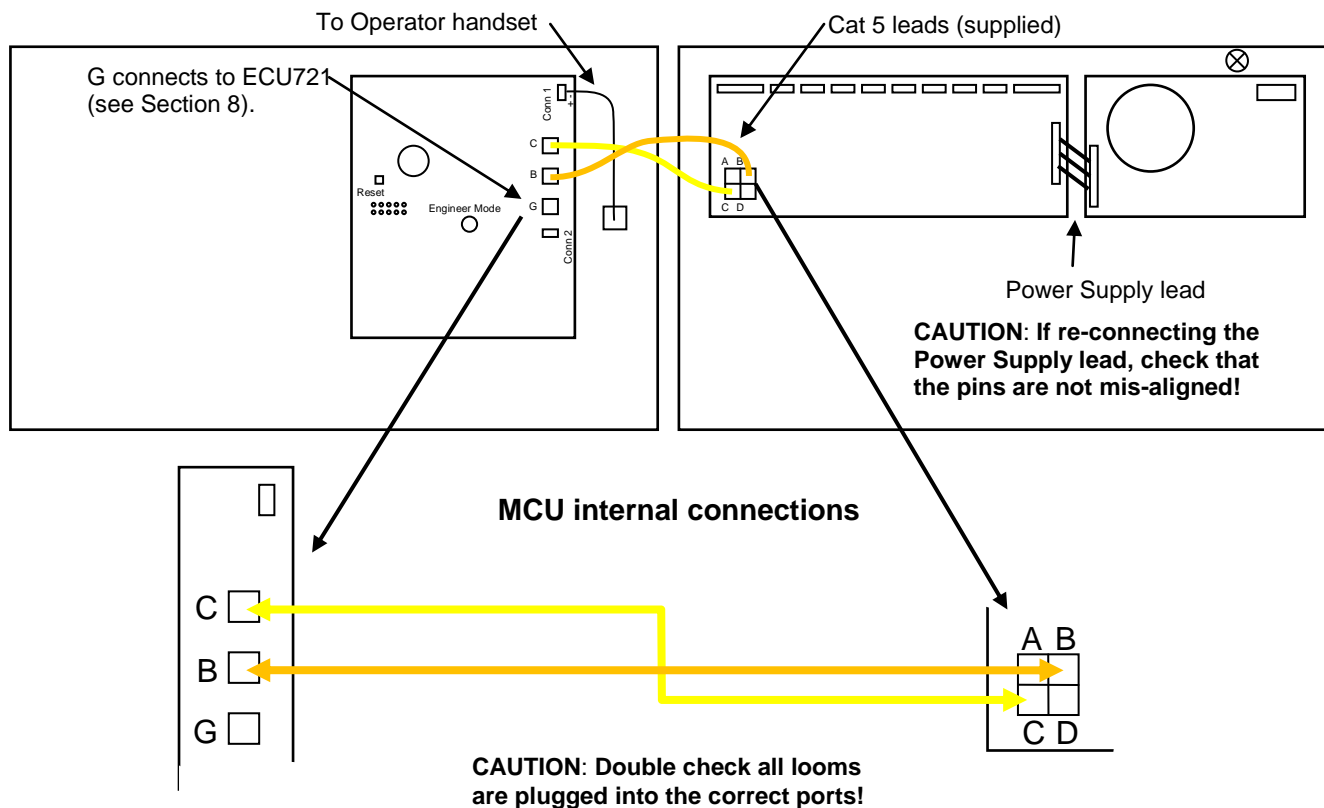 To Operator handset
Cat 5 leads (supplied)
G connects to ECU721
(see Section 8).
Conn 1
+ -
C
B
G
Reset
Engineer Mode
Conn 2
A B
C D
Power Supply lead
CAUTION: If re-connecting the
Power Supply lead, check that
the pins are not mis-aligned!
MCU internal connections
C
B
G
A B
C D
CAUTION: Double check all looms
are plugged into the correct ports!